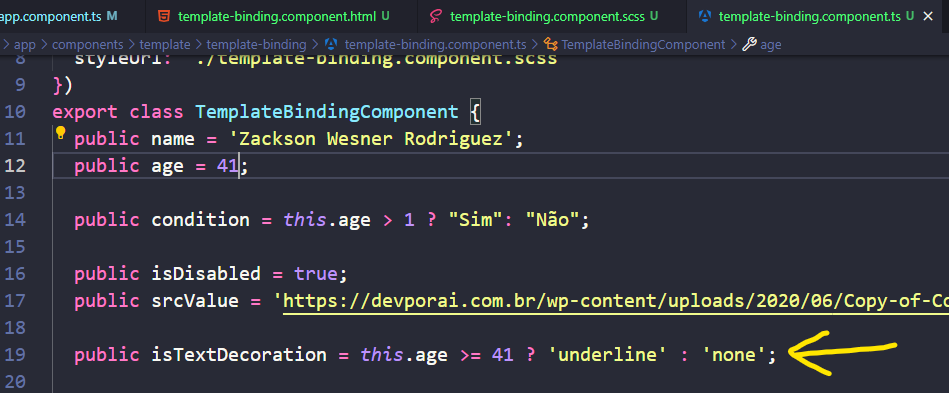 app.component.ts M template-binding.component.html U template-binding.component.scss U template-binding.component.ts U
> app > components > template > template-binding > template-binding.component.ts > TemplateBindingComponent > age
8 styleUrl: './template-binding.component.scss'
9 })
10 export class TemplateBindingComponent {
11 public name = 'Zackson Wesner Rodriguez';
12 public age = 41;
13
14 public condition = this.age > 1 ? "Sim": "Não";
15
16 public isDisabled = true;
17 public srcValue = 'https://devporai.com.br/wp-content/uploads/2020/06/Copy-of-Co
18
19 public isTextDecoration = this.age >= 41 ? 'underline' : 'none';
20